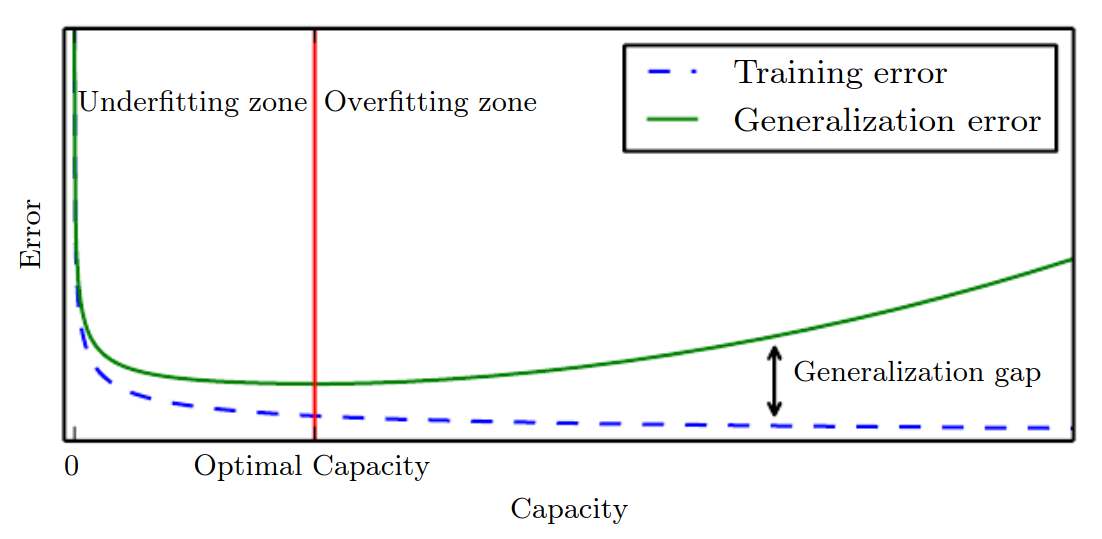 Training error
Generalization error
Underfitting zone
Overfitting zone
Error
Generalization gap
0
Optimal Capacity
Capacity